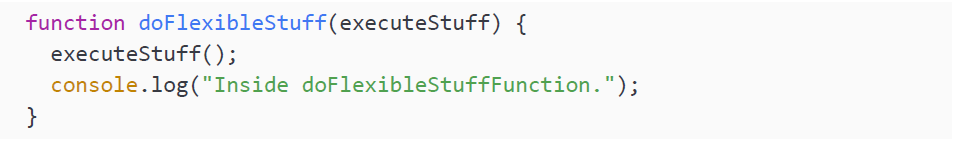 function doFlexibleStuff(executeStuff) {
  executeStuff();
  console.log("Inside doFlexibleStuffFunction.");
}